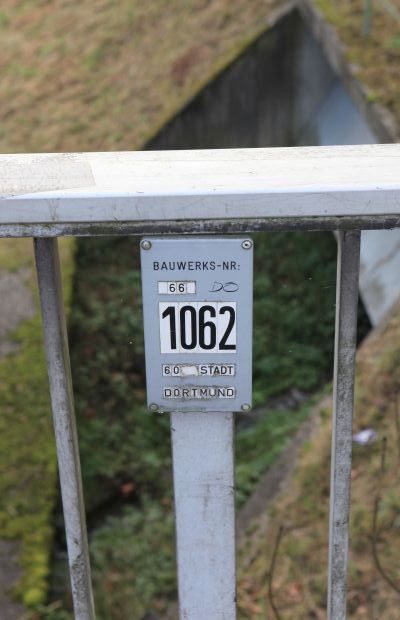 BAUWERKS-NR:
66 DO
1062
60 STADT
DORTMUND